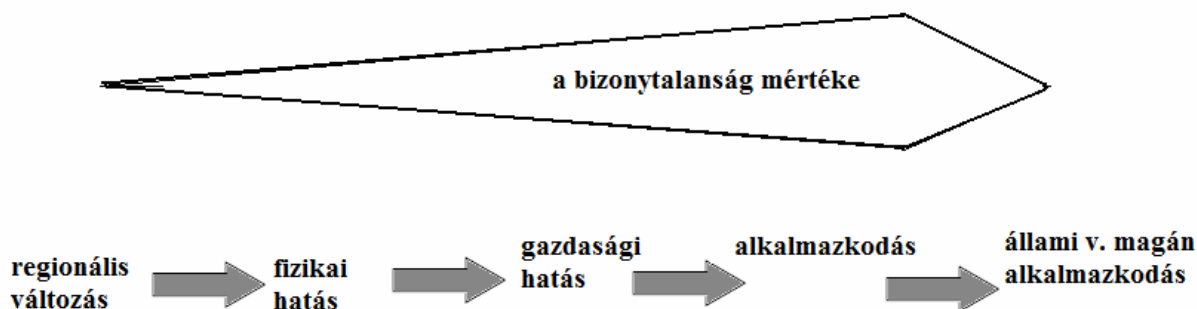 a bizonytalanság mértéke
regionális
változás
fizikai
hatás
gazdasági
hatás
alkalmazkodás
állami v. magán
alkalmazkodás